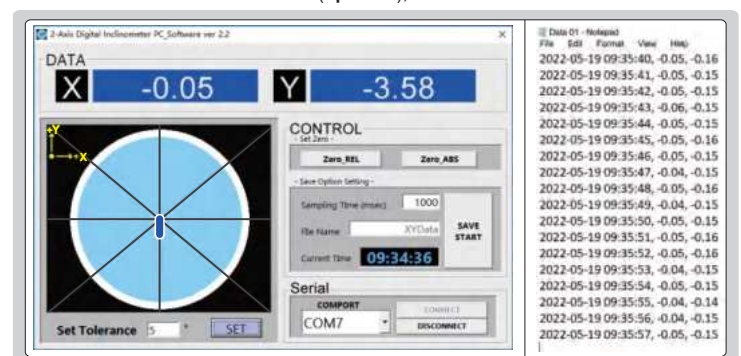 2-Axis Digital Inclinometer PC_Software ver 2.2
DATA
X -0.05 Y -3.58
+Y
+X
CONTROL
- Set Zero -
Zero_REL Zero_ABS
- Save Option Setting -
Sampling Time (msec) 1000
File Name XYData
SAVE START
Current Time 09:34:36
Serial
COMPORT
COM7
CONNECT
DISCONNECT
Set Tolerance 5 ° SET
Data 01 - Notepad
File Edit Format View Help
2022-05-19 09:35:40, -0.05, -0.16
2022-05-19 09:35:41, -0.05, -0.15
2022-05-19 09:35:42, -0.05, -0.15
2022-05-19 09:35:43, -0.06, -0.15
2022-05-19 09:35:44, -0.05, -0.15
2022-05-19 09:35:45, -0.05, -0.16
2022-05-19 09:35:46, -0.05, -0.15
2022-05-19 09:35:47, -0.04, -0.15
2022-05-19 09:35:48, -0.05, -0.16
2022-05-19 09:35:49, -0.04, -0.15
2022-05-19 09:35:50, -0.05, -0.15
2022-05-19 09:35:51, -0.05, -0.16
2022-05-19 09:35:52, -0.05, -0.16
2022-05-19 09:35:53, -0.04, -0.15
2022-05-19 09:35:54, -0.05, -0.15
2022-05-19 09:35:55, -0.04, -0.14
2022-05-19 09:35:56, -0.04, -0.15
2022-05-19 09:35:57, -0.05, -0.15